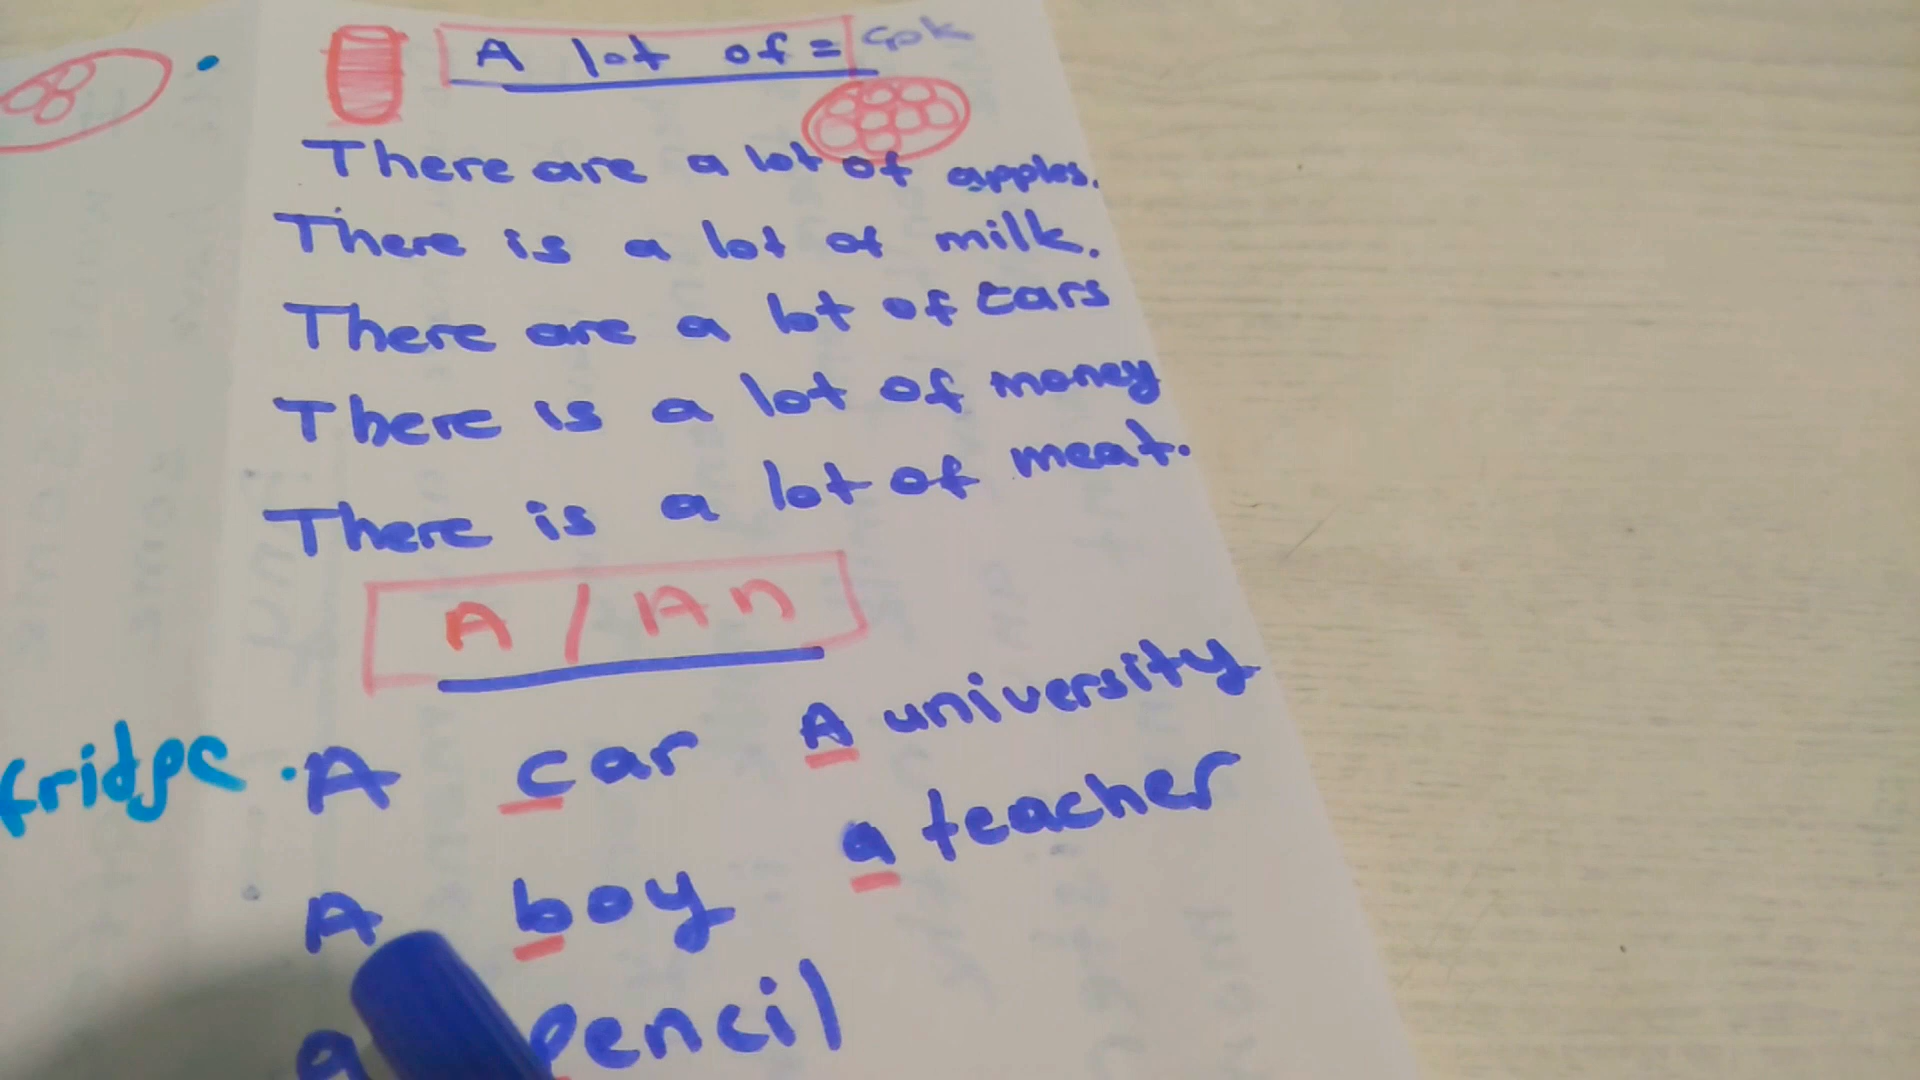 A lot of = çok
There are a lot of apples.
There is a lot of milk.
There are a lot of cars
There is a lot of money
There is a lot of meat.
A / An
fridge . A car A university
A boy a teacher
a pencil